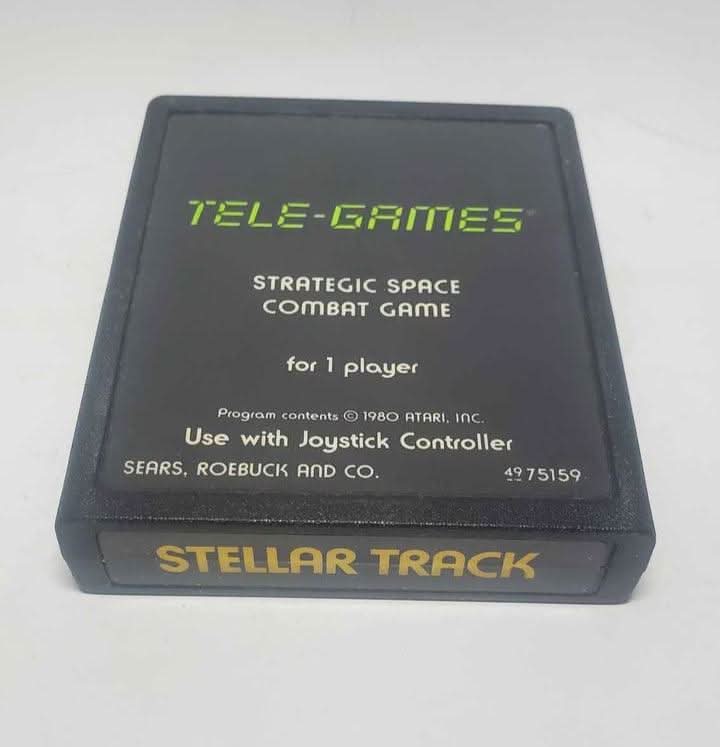 TELE-GAMES®
STRATEGIC SPACE
COMBAT GAME
for 1 player
Program contents © 1980 ATARI, INC.
Use with Joystick Controller
SEARS, ROEBUCK AND CO. 49 75159
STELLAR TRACK